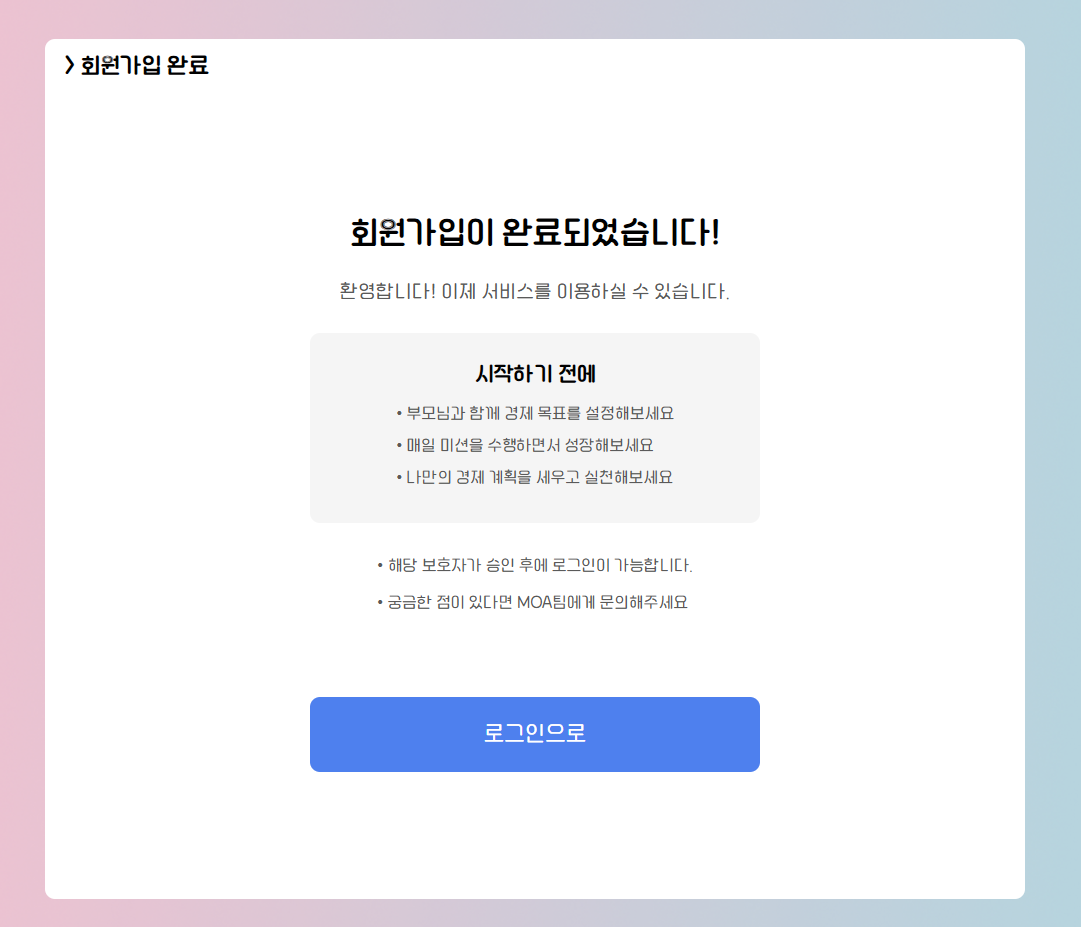 > 회원가입 완료
회원가입이 완료되었습니다!
환영합니다! 이제 서비스를 이용하실 수 있습니다.
시작하기 전에
• 부모님과 함께 경제 목표를 설정해보세요
• 매일 미션을 수행하면서 성장해보세요
• 나만의 경제 계획을 세우고 실천해보세요
• 해당 보호자가 승인 후에 로그인이 가능합니다.
• 궁금한 점이 있다면 MOA팀에게 문의해주세요
로그인으로